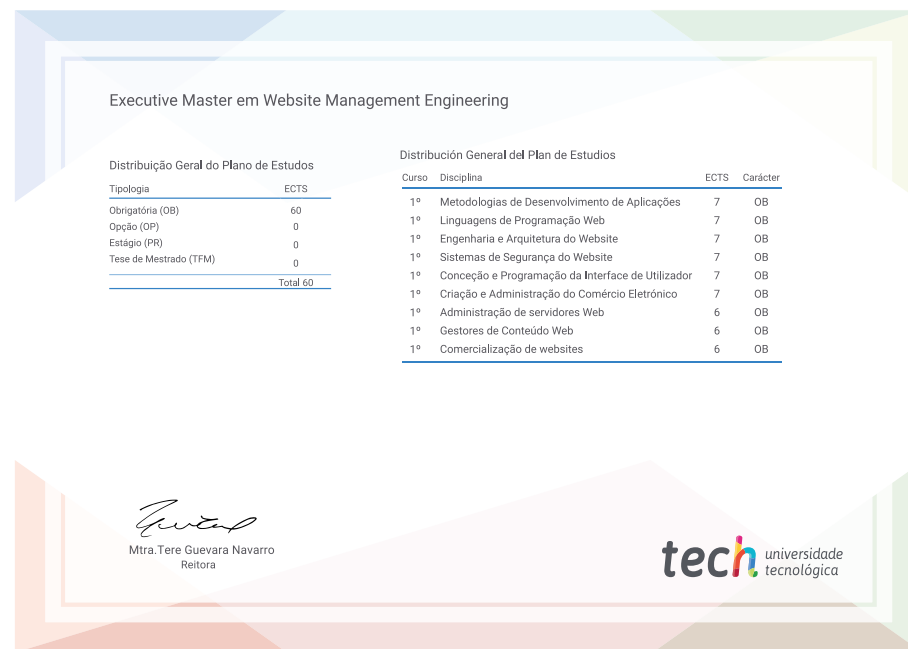 Executive Master em Website Management Engineering
Distribuição Geral do Plano de Estudos
Tipologia ECTS
Obrigatória (OB) 60
Opção (OP) 0
Estágio (PR) 0
Tese de Mestrado (TFM) 0
Total 60
Distribución General del Plan de Estudios
Curso Disciplina ECTS Carácter
1º Metodologias de Desenvolvimento de Aplicações 7 OB
1º Linguagens de Programação Web 7 OB
1º Engenharia e Arquitetura do Website 7 OB
1º Sistemas de Segurança do Website 7 OB
1º Conceção e Programação da Interface de Utilizador 7 OB
1º Criação e Administração do Comércio Eletrónico 7 OB
1º Administração de servidores Web 6 OB
1º Gestores de Conteúdo Web 6 OB
1º Comercialização de websites 6 OB
Mtra.Tere Guevara Navarro
Reitora
tech universidade
tecnológica